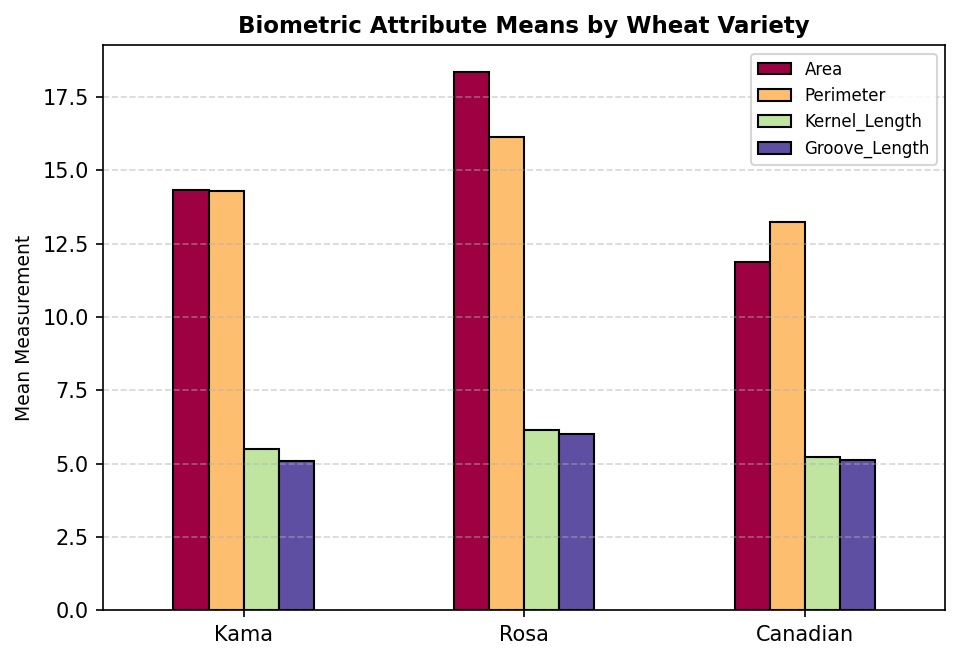 Biometric Attribute Means by Wheat Variety
Area
Perimeter
Kernel_Length
Groove_Length
Mean Measurement
17.5
15.0
12.5
10.0
7.5
5.0
2.5
0.0
Kama
Rosa
Canadian